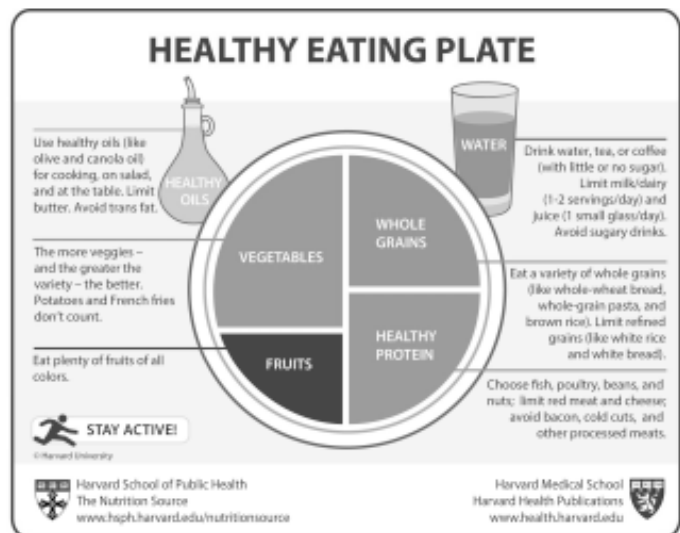 HEALTHY EATING PLATE
Use healthy oils (like
olive and canola oil)
for cooking, on salad,
and at the table. Limit
butter. Avoid trans fat.
HEALTHY
OILS
The more veggies –
and the greater the
variety – the better.
Potatoes and French fries
don't count.
Eat plenty of fruits of all
colors.
STAY ACTIVE!
© Harvard University
VEGETABLES
FRUITS
WHOLE
GRAINS
HEALTHY
PROTEIN
WATER
Drink water, tea, or coffee
(with little or no sugar).
Limit milk/dairy
(1-2 servings/day) and
juice (1 small glass/day).
Avoid sugary drinks.
Eat a variety of whole grains
(like whole-wheat bread,
whole-grain pasta, and
brown rice). Limit refined
grains (like white rice
and white bread).
Choose fish, poultry, beans, and
nuts; limit red meat and cheese;
avoid bacon, cold cuts, and
other processed meats.
Harvard School of Public Health
The Nutrition Source
www.hsph.harvard.edu/nutritionsource
Harvard Medical School
Harvard Health Publications
www.health.harvard.edu